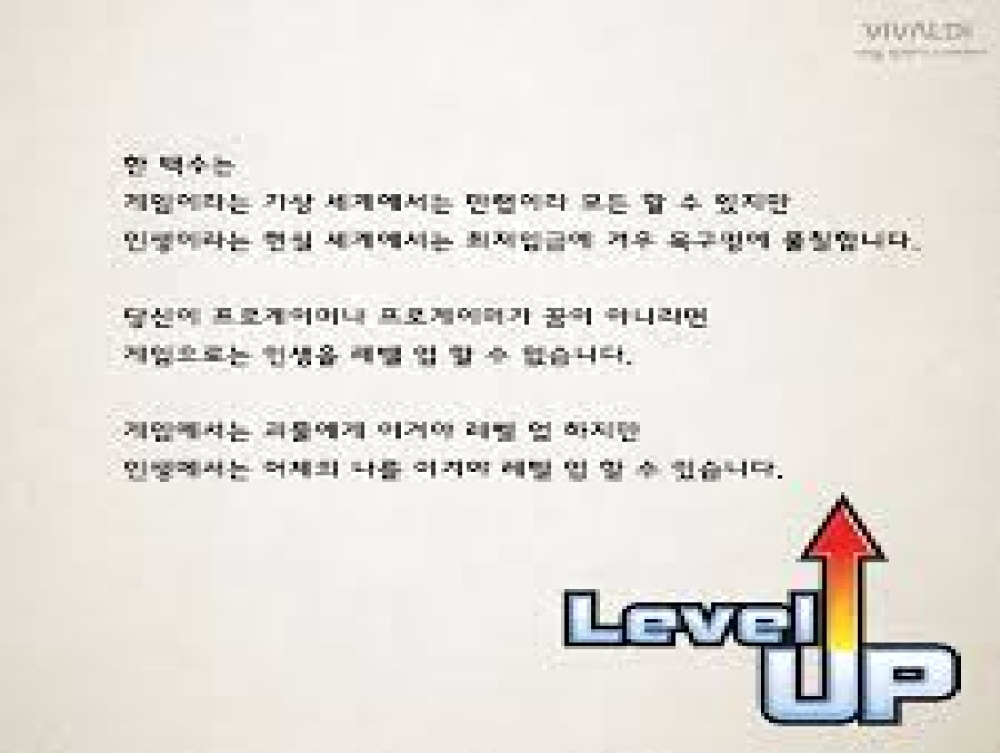 VIVALDI
한 백수는
게임이라는 가상 세계에서는 만렙이라 모든 할 수 있지만
인생이라는 현실 세계에서는 최저임금에 겨우 목구멍에 풀칠합니다.
당신이 프로게이머나 프로게이머가 꿈이 아니라면
게임으로는 인생을 레벨 업 할 수 없습니다.
게임에서는 괴물에게 이겨야 레벨 업 하지만
인생에서는 어제의 나를 이겨야 레벨 업 할 수 있습니다.
Level
UP